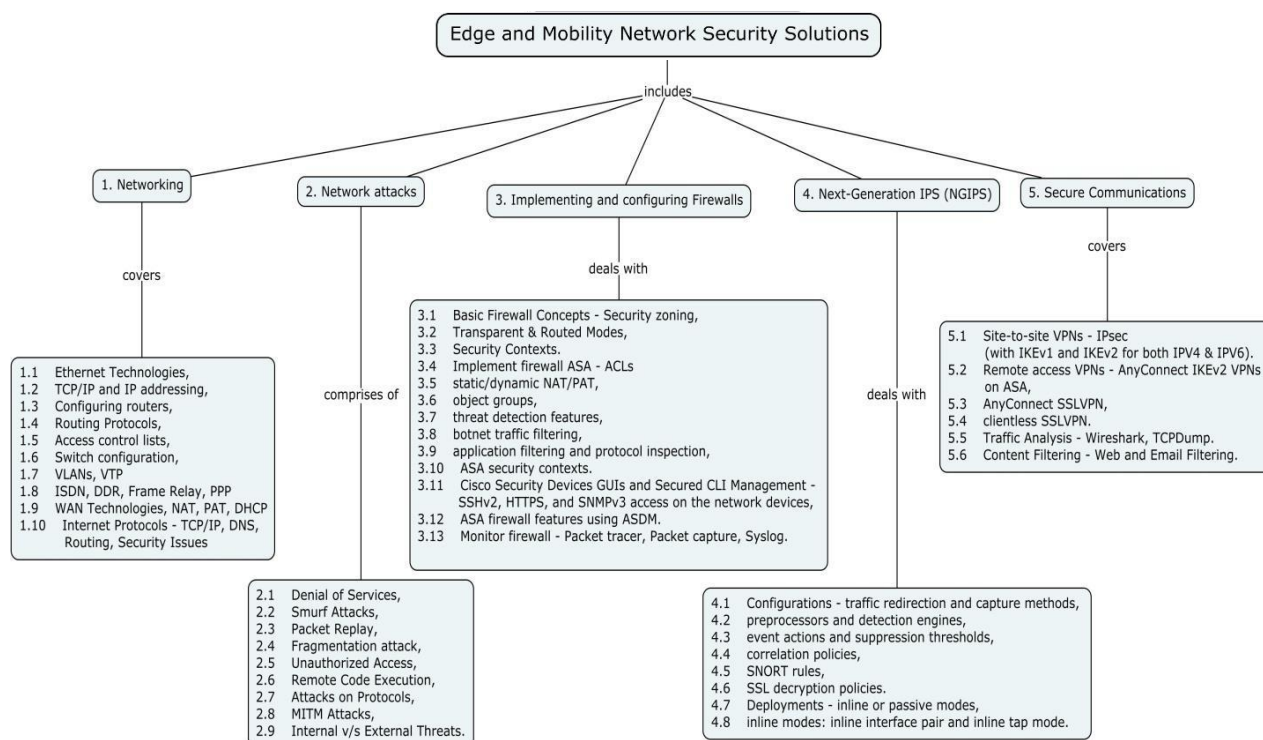 Edge and Mobility Network Security Solutions
includes
1. Networking
2. Network attacks
3. Implementing and configuring Firewalls
4. Next-Generation IPS (NGIPS)
5. Secure Communications
covers
1.1 Ethernet Technologies,
1.2 TCP/IP and IP addressing,
1.3 Configuring routers,
1.4 Routing Protocols,
1.5 Access control lists,
1.6 Switch configuration,
1.7 VLANs, VTP
1.8 ISDN, DDR, Frame Relay, PPP
1.9 WAN Technologies, NAT, PAT, DHCP
1.10 Internet Protocols - TCP/IP, DNS,
Routing, Security Issues
comprises of
2.1 Denial of Services,
2.2 Smurf Attacks,
2.3 Packet Replay,
2.4 Fragmentation attack,
2.5 Unauthorized Access,
2.6 Remote Code Execution,
2.7 Attacks on Protocols,
2.8 MITM Attacks,
2.9 Internal v/s External Threats.
deals with
3.1 Basic Firewall Concepts - Security zoning,
3.2 Transparent & Routed Modes,
3.3 Security Contexts.
3.4 Implement firewall ASA - ACLs
3.5 static/dynamic NAT/PAT,
3.6 object groups,
3.7 threat detection features,
3.8 botnet traffic filtering,
3.9 application filtering and protocol inspection,
3.10 ASA security contexts.
3.11 Cisco Security Devices GUIs and Secured CLI Management -
SSHv2, HTTPS, and SNMPv3 access on the network devices,
3.12 ASA firewall features using ASDM.
3.13 Monitor firewall - Packet tracer, Packet capture, Syslog.
deals with
4.1 Configurations - traffic redirection and capture methods,
4.2 preprocessors and detection engines,
4.3 event actions and suppression thresholds,
4.4 correlation policies,
4.5 SNORT rules,
4.6 SSL decryption policies.
4.7 Deployments - inline or passive modes,
4.8 inline modes: inline interface pair and inline tap mode.
covers
5.1 Site-to-site VPNs - IPsec
(with IKEv1 and IKEv2 for both IPV4 & IPV6).
5.2 Remote access VPNs - AnyConnect IKEv2 VPNs
on ASA,
5.3 AnyConnect SSLVPN,
5.4 clientless SSLVPN.
5.5 Traffic Analysis - Wireshark, TCPDump.
5.6 Content Filtering - Web and Email Filtering.